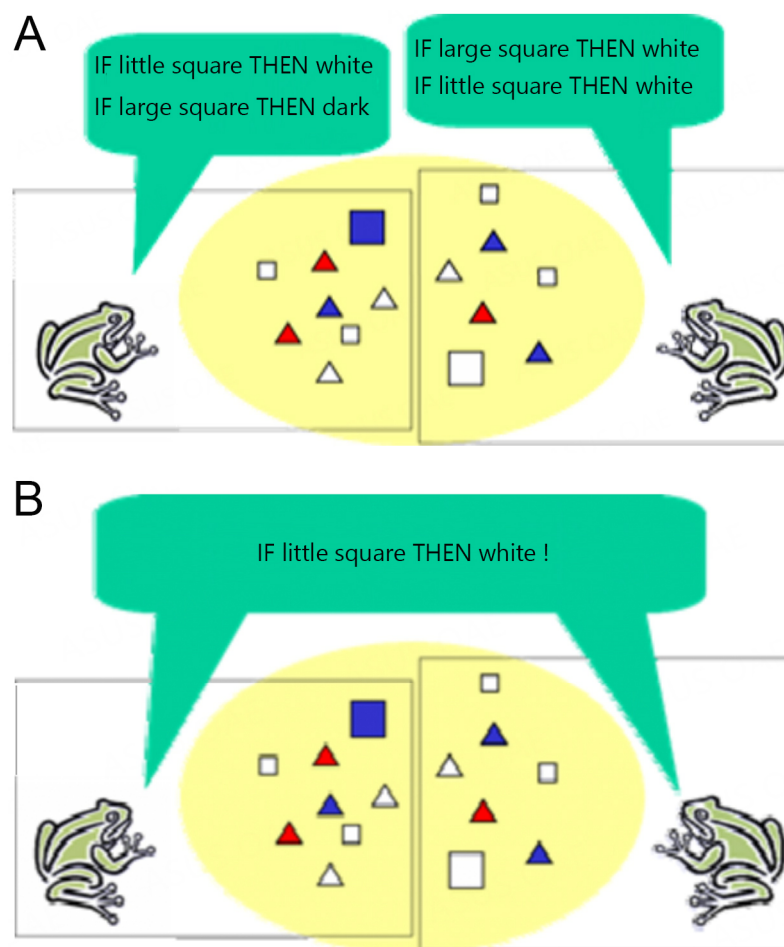 A
IF little square THEN white
IF large square THEN dark
IF large square THEN white
IF little square THEN white
B
IF little square THEN white !